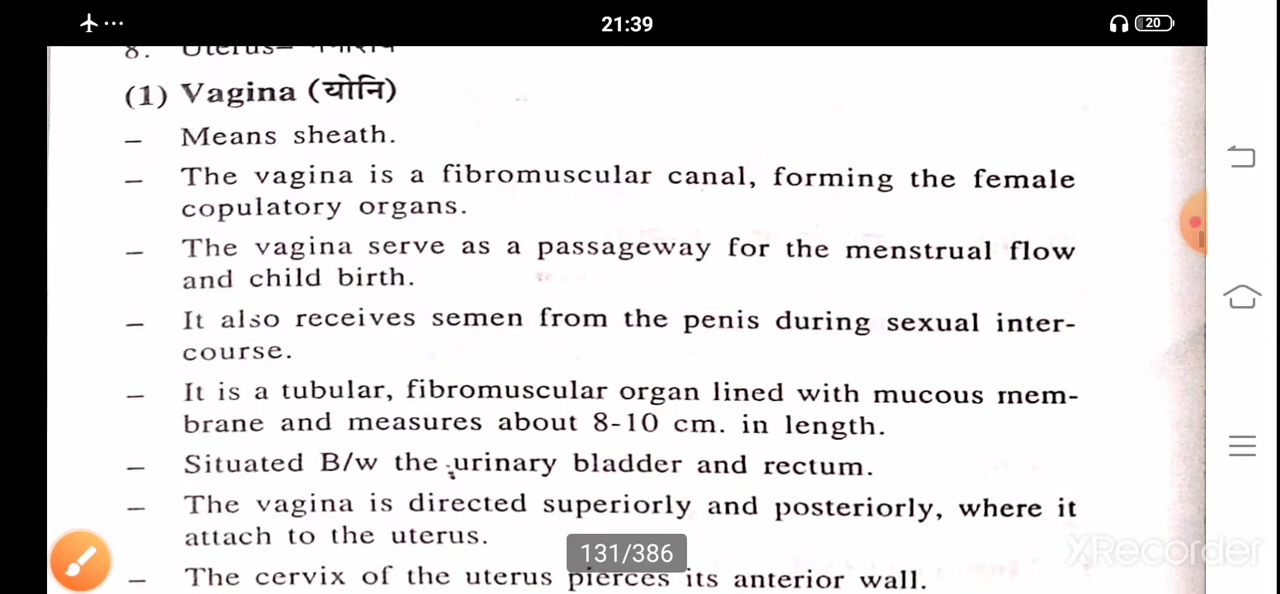 21:39
20
8. Uterus– गर्भाशय
(1) Vagina (योनि)
– Means sheath.
– The vagina is a fibromuscular canal, forming the female
copulatory organs.
– The vagina serve as a passageway for the menstrual flow
and child birth.
– It also receives semen from the penis during sexual inter-
course.
– It is a tubular, fibromuscular organ lined with mucous mem-
brane and measures about 8-10 cm. in length.
– Situated B/w the urinary bladder and rectum.
– The vagina is directed superiorly and posteriorly, where it
attach to the uterus.
131/386
XRecorder
– The cervix of the uterus pierces its anterior wall.